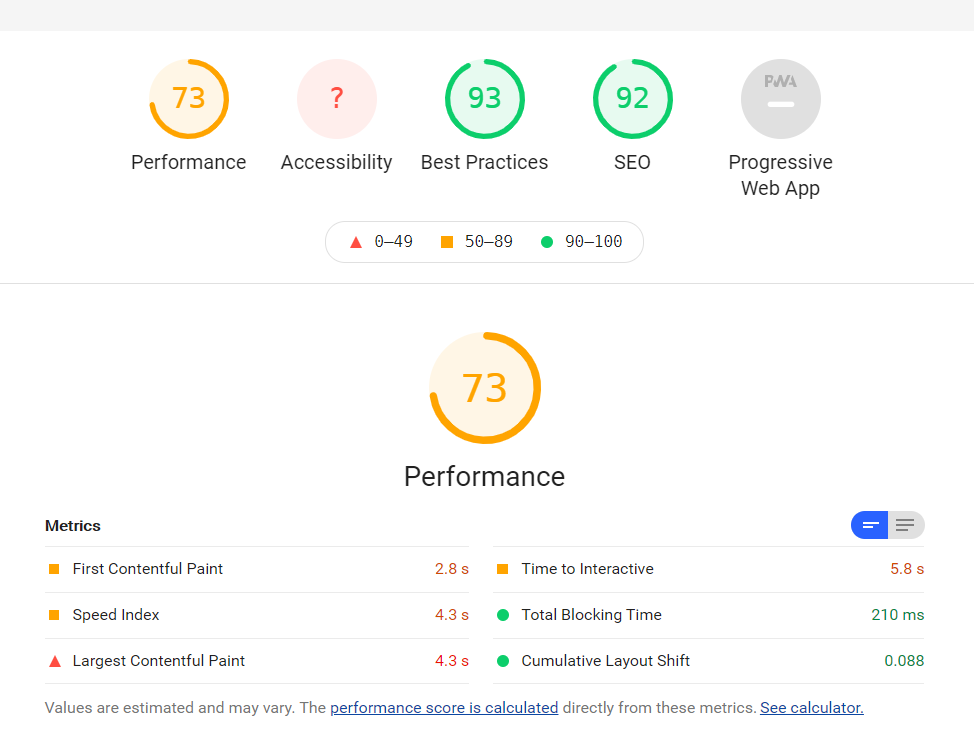 73 ? 93 92 PWA
Performance Accessibility Best Practices SEO Progressive
Web App
0–49 50–89 90–100
73
Performance
Metrics
First Contentful Paint 2.8 s Time to Interactive 5.8 s
Speed Index 4.3 s Total Blocking Time 210 ms
Largest Contentful Paint 4.3 s Cumulative Layout Shift 0.088
Values are estimated and may vary. The performance score is calculated directly from these metrics. See calculator.